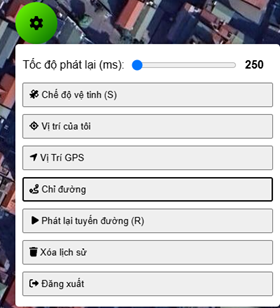 Tốc độ phát lại (ms): 250
Chế độ vệ tinh (S)
Vị trí của tôi
Vị Trí GPS
Chỉ đường
Phát lại tuyến đường (R)
Xóa lịch sử
Đăng xuất